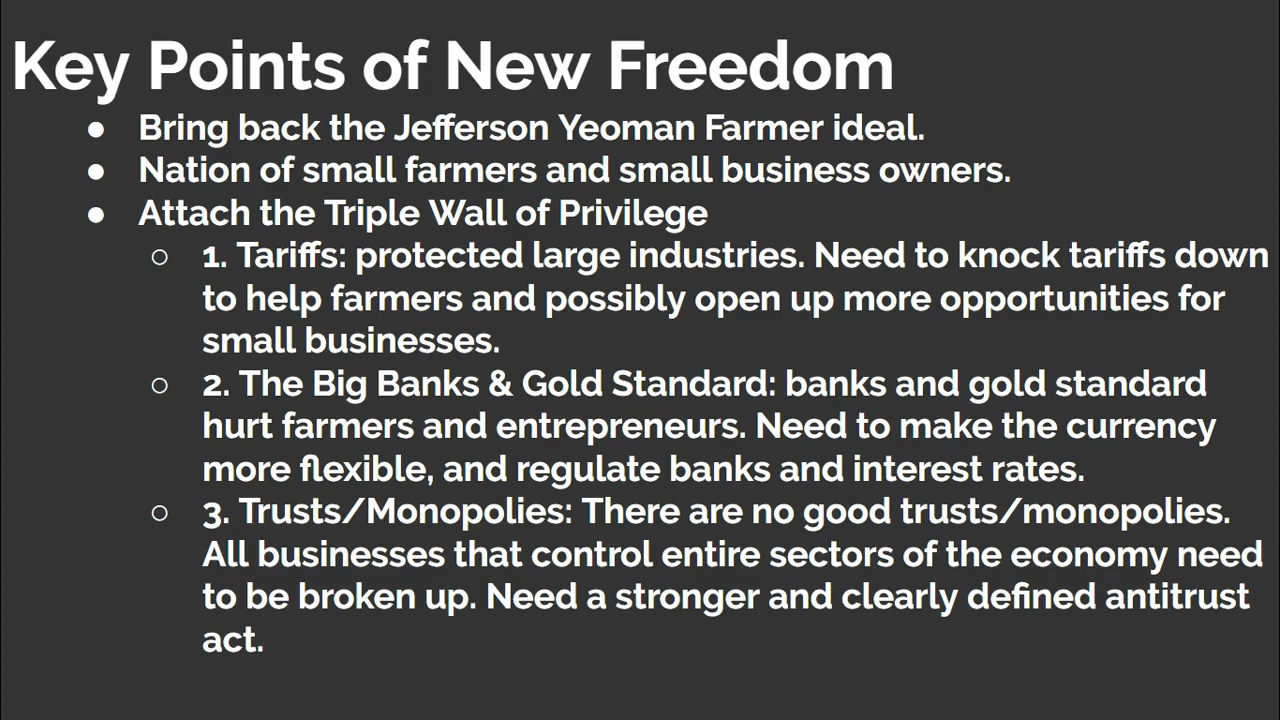 Key Points of New Freedom
● Bring back the Jefferson Yeoman Farmer ideal.
● Nation of small farmers and small business owners.
● Attach the Triple Wall of Privilege
○ 1. Tariffs: protected large industries. Need to knock tariffs down
to help farmers and possibly open up more opportunities for
small businesses.
○ 2. The Big Banks & Gold Standard: banks and gold standard
hurt farmers and entrepreneurs. Need to make the currency
more flexible, and regulate banks and interest rates.
○ 3. Trusts/Monopolies: There are no good trusts/monopolies.
All businesses that control entire sectors of the economy need
to be broken up. Need a stronger and clearly defined antitrust
act.